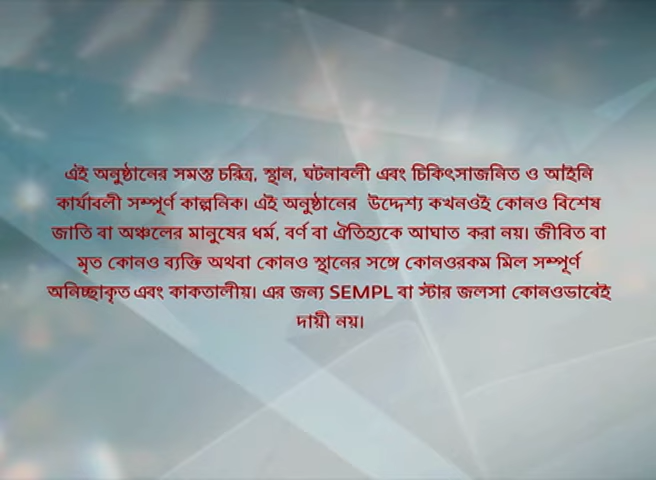 এই অনুষ্ঠানের সমস্ত চরিত্র, স্থান, ঘটনাবলী এবং চিকিৎসাজনিত ও আইনি
কার্যাবলী সম্পূর্ণ কাল্পনিক। এই অনুষ্ঠানের উদ্দেশ্য কখনওই কোনও বিশেষ
জাতি বা অঞ্চলের মানুষের ধর্ম, বর্ণ বা ঐতিহ্যকে আঘাত করা নয়। জীবিত বা
মৃত কোনও ব্যক্তি অথবা কোনও স্থানের সঙ্গে কোনওরকম মিল সম্পূর্ণ
অনিচ্ছাকৃত এবং কাকতালীয়। এর জন্য SEMPL বা স্টার জলসা কোনওভাবেই
দায়ী নয়।